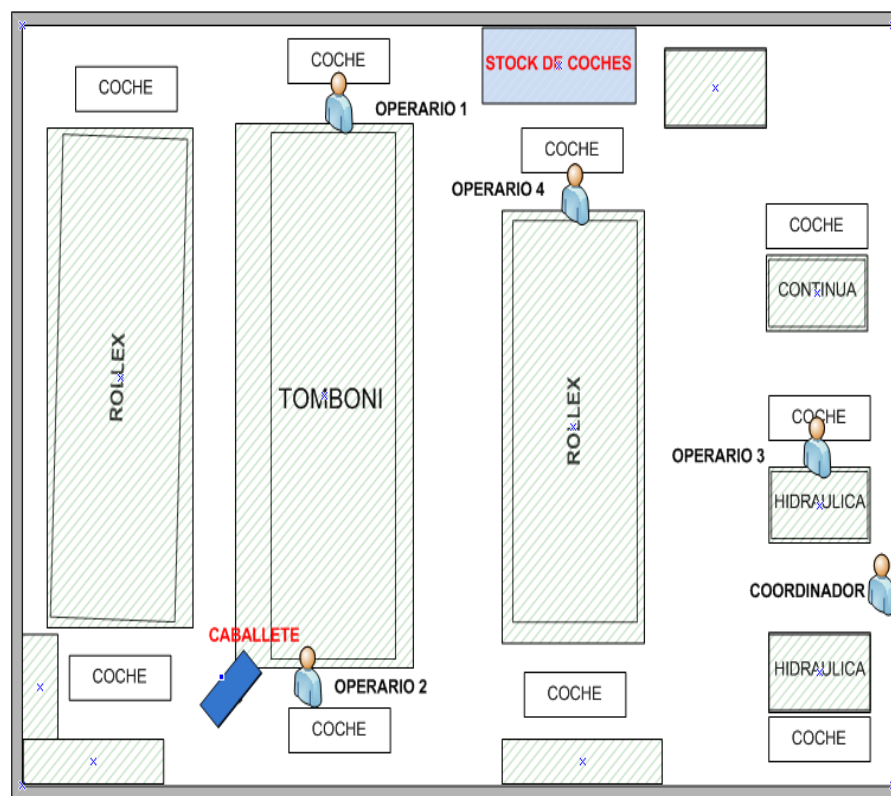 COCHE
STOCK DE COCHES
COCHE
OPERARIO 1
COCHE
OPERARIO 4
COCHE
CONTINUA
ROLLEX
TOMBONI
ROLLEX
COCHE
OPERARIO 3
HIDRAULICA
COORDINADOR
CABALLETE
HIDRAULICA
COCHE
OPERARIO 2
COCHE
COCHE
COCHE